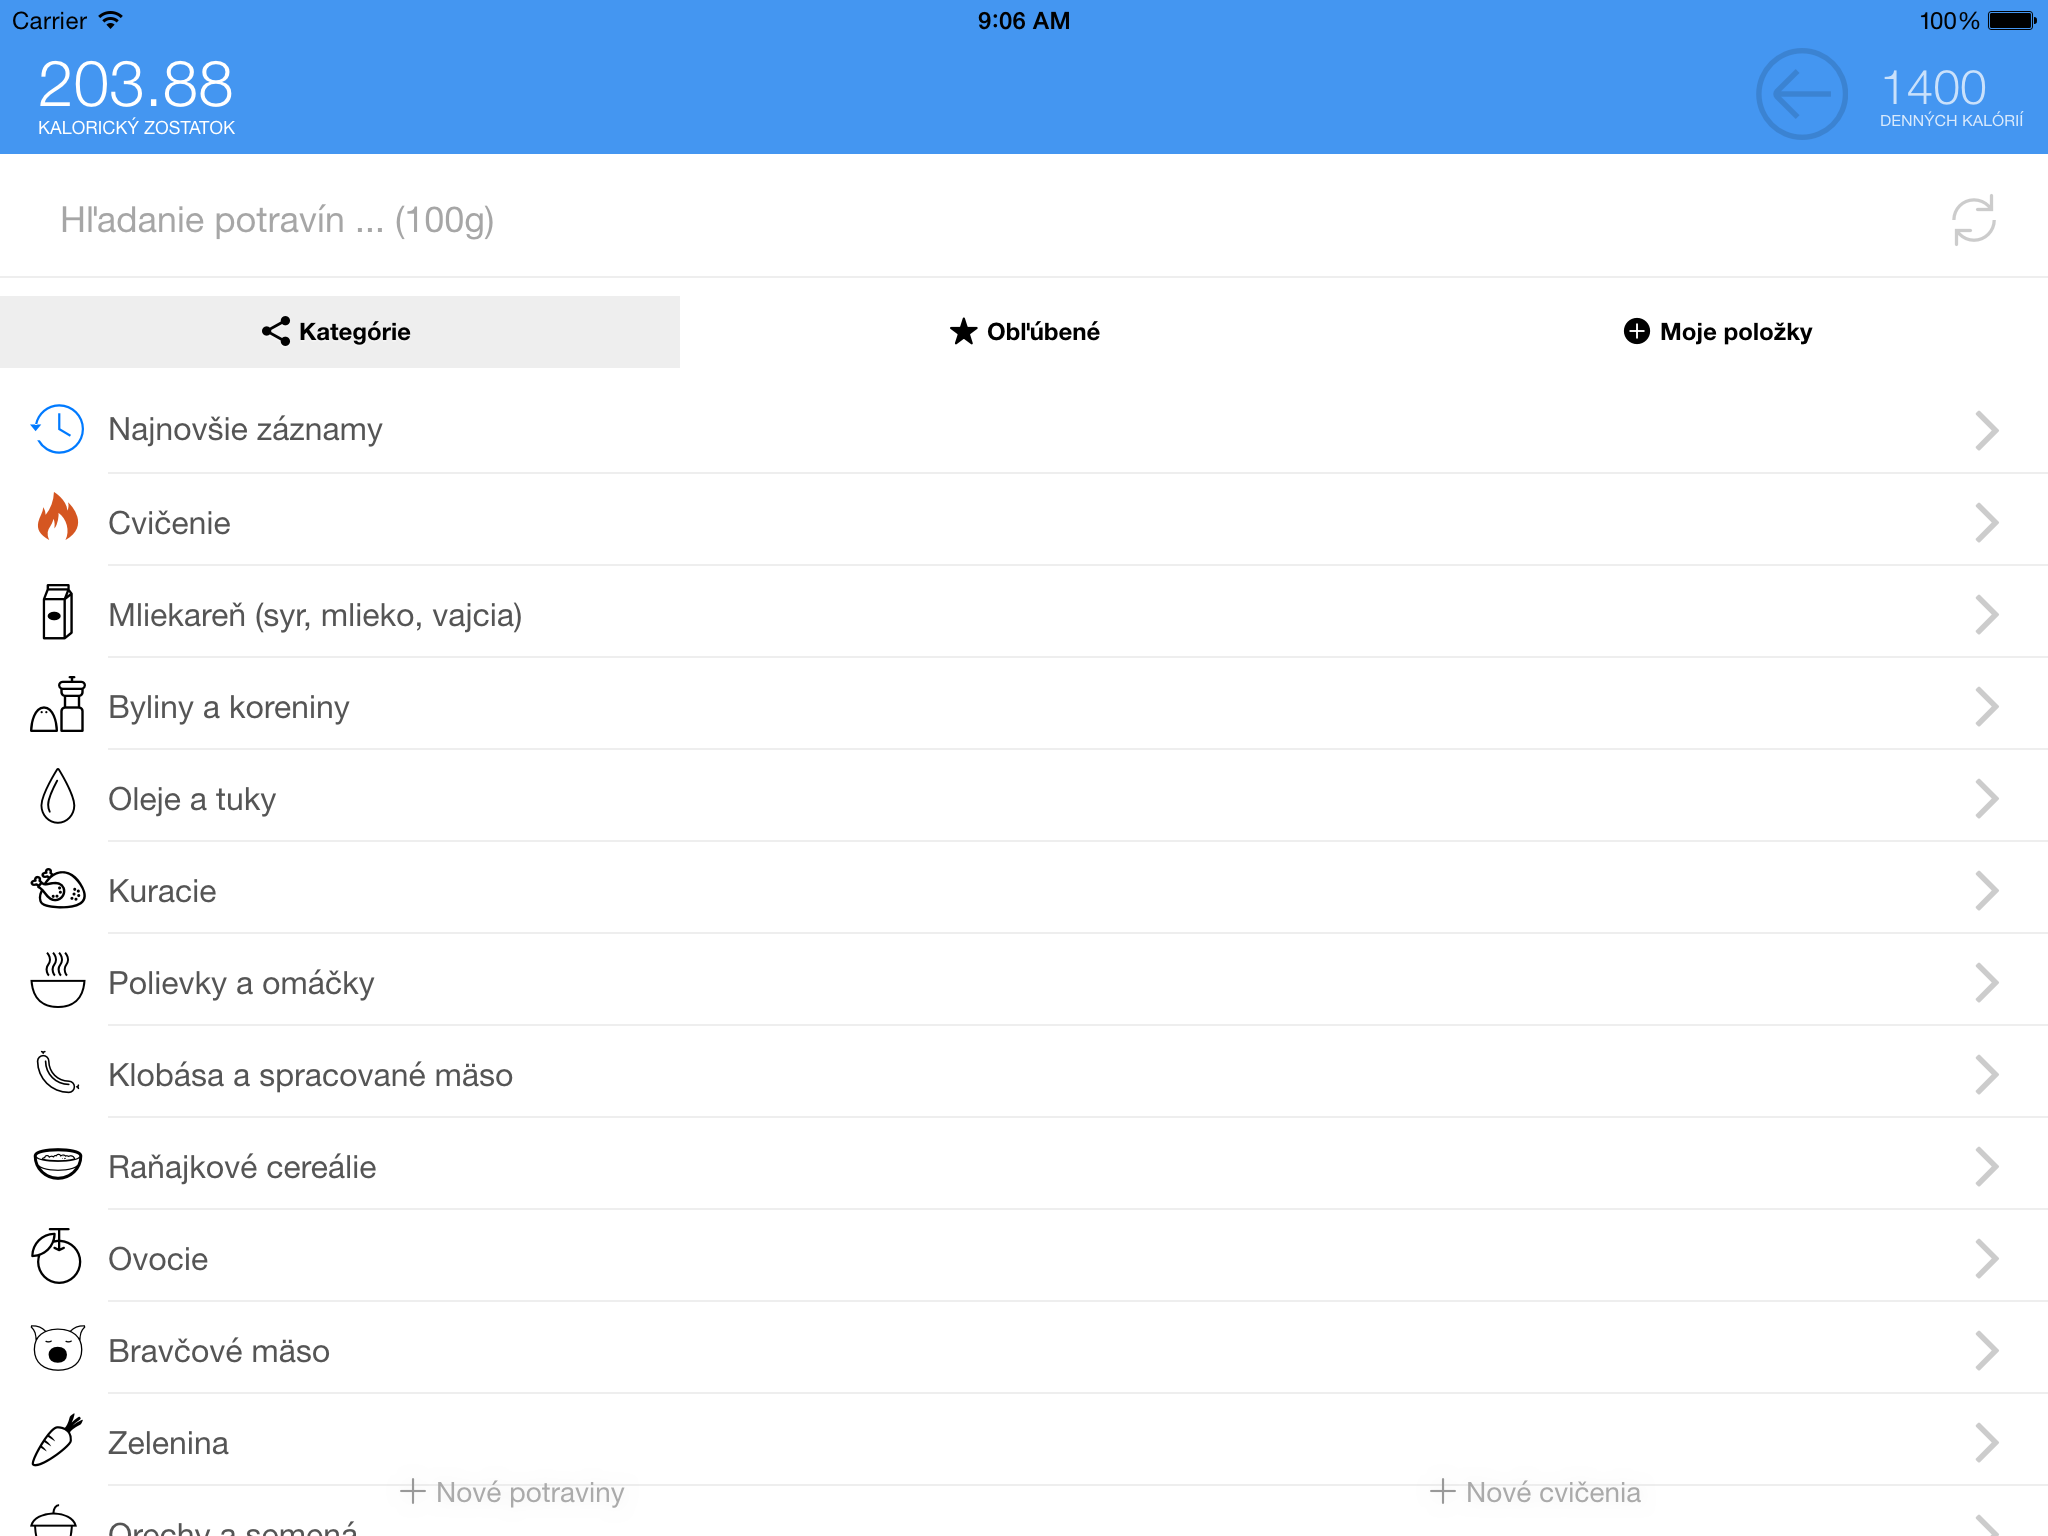 Carrier 9:06 AM 100%
203.88
KALORICKÝ ZOSTATOK
1400
DENNÝCH KALÓRIÍ
Hľadanie potravín ... (100g)
Kategórie Obľúbené Moje položky
Najnovšie záznamy
Cvičenie
Mliekareň (syr, mlieko, vajcia)
Byliny a koreniny
Oleje a tuky
Kuracie
Polievky a omáčky
Klobása a spracované mäso
Raňajkové cereálie
Ovocie
Bravčové mäso
Zelenina
Nové potraviny Nové cvičenia
Orechy a semená